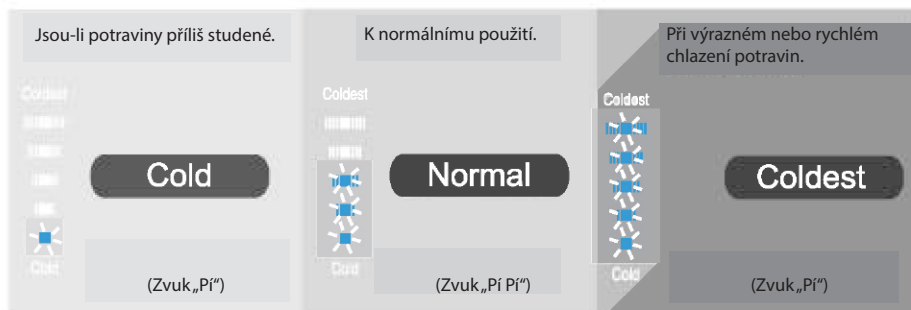 Jsou-li potraviny příliš studené.
Coldest
Cold
Cold
(Zvuk„Pí“)
K normálnímu použití.
Coldest
Normal
Cold
(Zvuk„Pí Pí“)
Při výrazném nebo rychlém
chlazení potravin.
Coldest
Coldest
Cold
(Zvuk„Pí“)